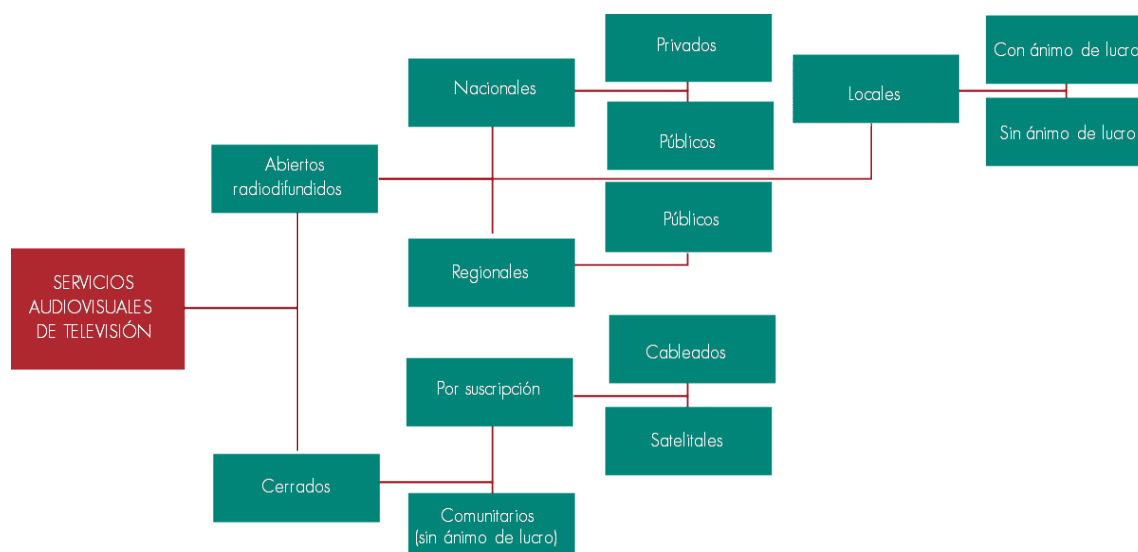 SERVICIOS
AUDIOVISUALES
DE TELEVISIÓN
Abiertos
radiodifundidos
Nacionales
Privados
Públicos
Locales
Con ánimo de lucro
Sin ánimo de lucro
Regionales
Públicos
Cerrados
Por suscripción
Cableados
Satelitales
Comunitarios
(sin ánimo de lucro)